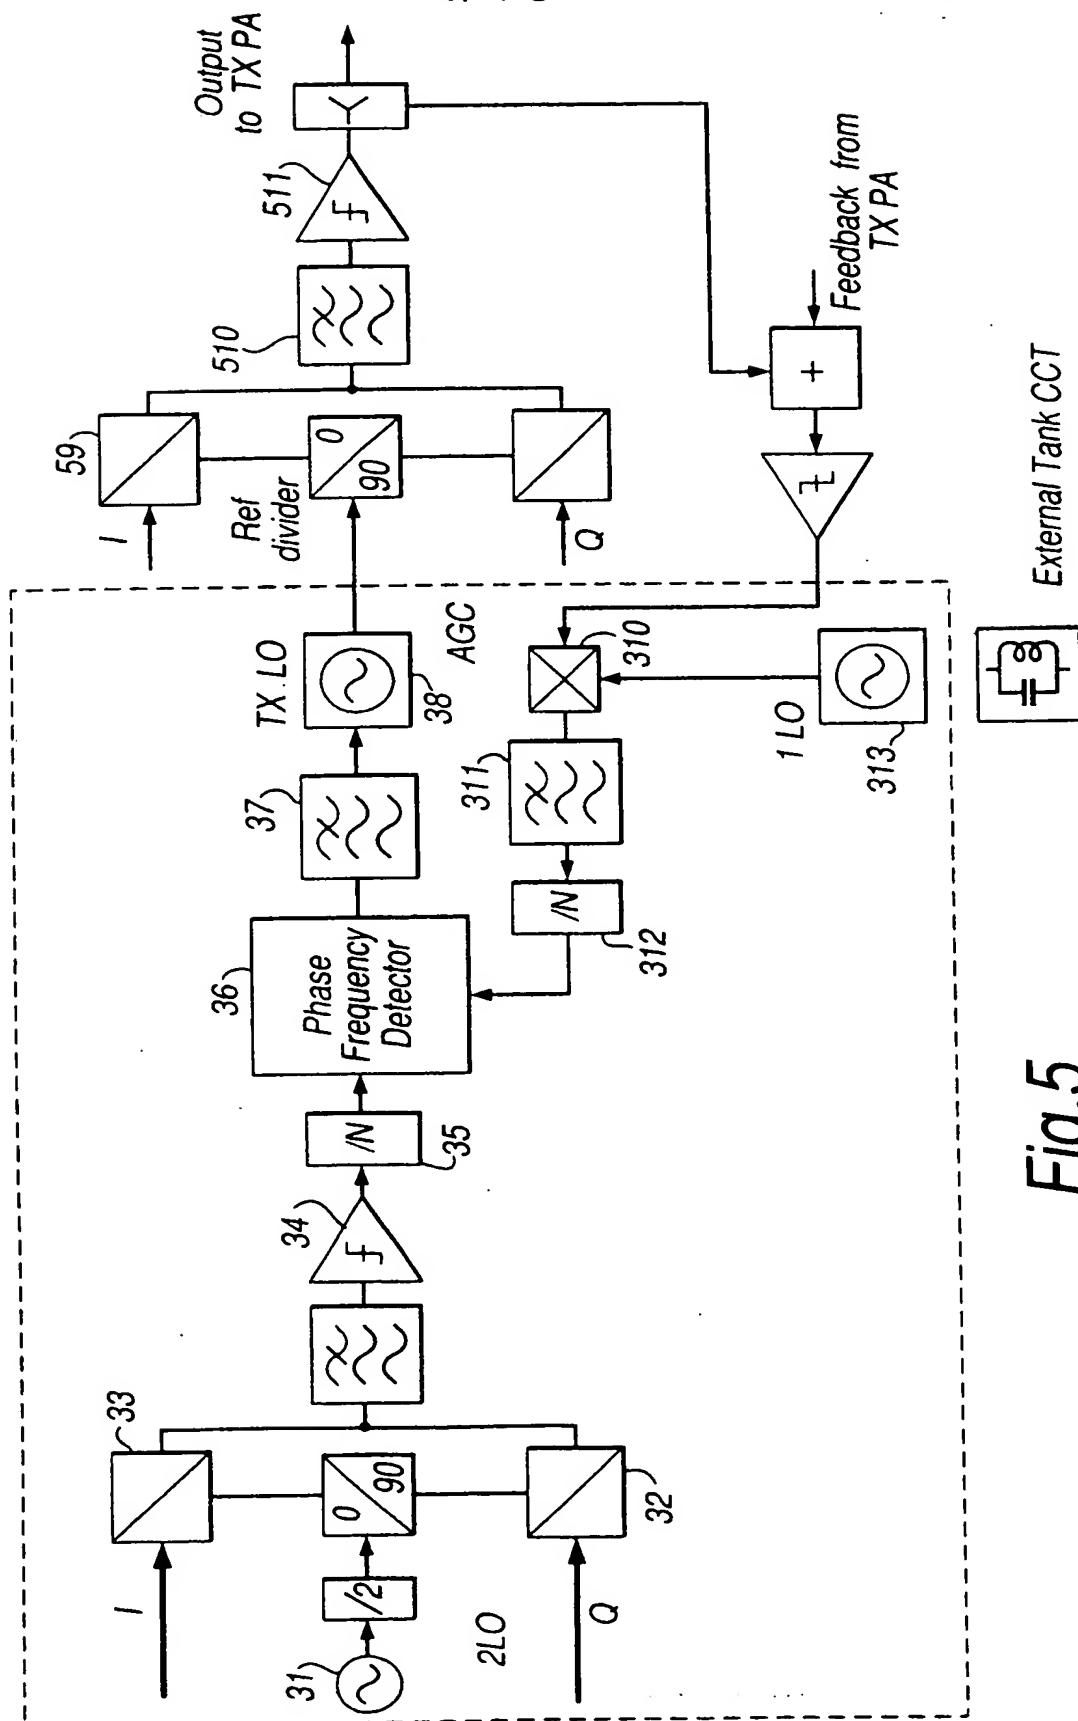 Output
to TX PA
511
510
59
I
0
90
Ref
divider
Q
+
Feedback from
TX PA
External Tank CCT
TX. LO
38
AGC
37
310
311
1 LO
313
36
Phase
Frequency
Detector
/N
312
/N
35
34
33
I
0
90
32
/2
31
2LO
Q
Fig.5